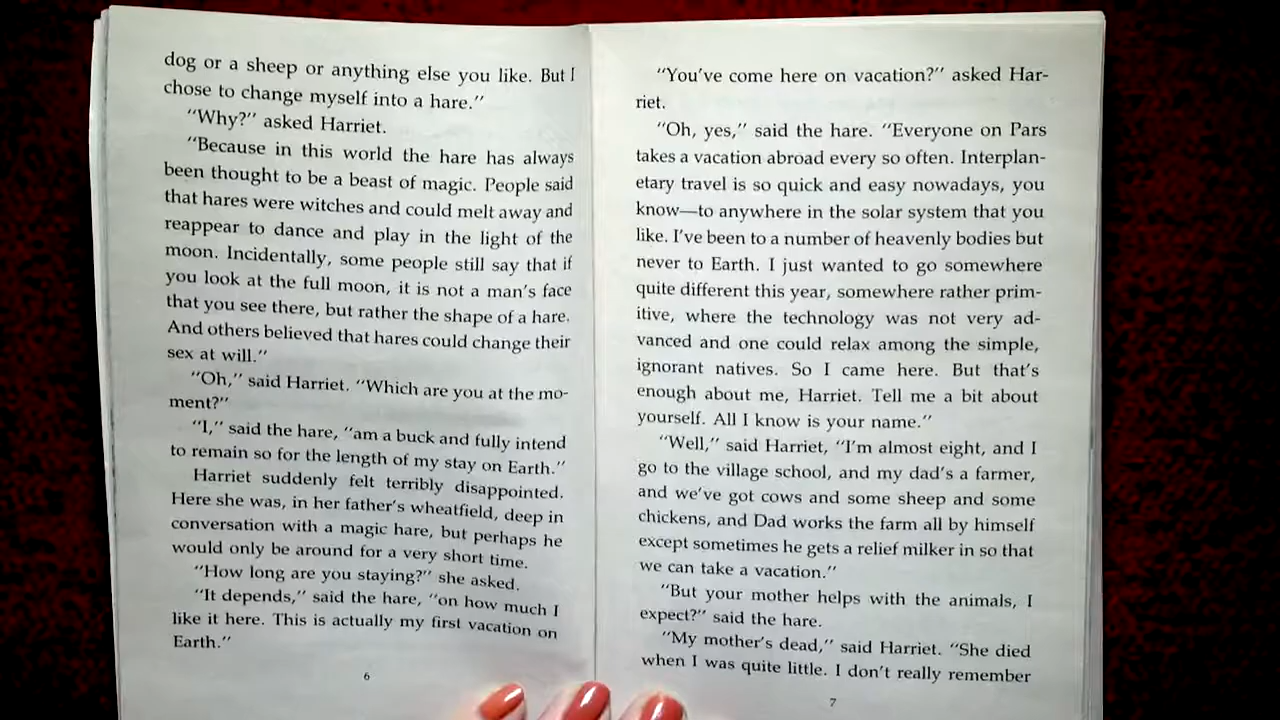 dog or a sheep or anything else you like. But I
chose to change myself into a hare.”
“Why?” asked Harriet.
“Because in this world the hare has always
been thought to be a beast of magic. People said
that hares were witches and could melt away and
reappear to dance and play in the light of the
moon. Incidentally, some people still say that if
you look at the full moon, it is not a man’s face
that you see there, but rather the shape of a hare.
And others believed that hares could change their
sex at will.”
“Oh,” said Harriet. “Which are you at the mo-
ment?”
“I,” said the hare, “am a buck and fully intend
to remain so for the length of my stay on Earth.”
Harriet suddenly felt terribly disappointed.
Here she was, in her father’s wheatfield, deep in
conversation with a magic hare, but perhaps he
would only be around for a very short time.
“How long are you staying?” she asked.
“It depends,” said the hare, “on how much I
like it here. This is actually my first vacation on
Earth.”
6
“You’ve come here on vacation?” asked Har-
riet.
“Oh, yes,” said the hare. “Everyone on Pars
takes a vacation abroad every so often. Interplan-
etary travel is so quick and easy nowadays, you
know—to anywhere in the solar system that you
like. I’ve been to a number of heavenly bodies but
never to Earth. I just wanted to go somewhere
quite different this year, somewhere rather prim-
itive, where the technology was not very ad-
vanced and one could relax among the simple,
ignorant natives. So I came here. But that’s
enough about me, Harriet. Tell me a bit about
yourself. All I know is your name.”
“Well,” said Harriet, “I’m almost eight, and I
go to the village school, and my dad’s a farmer,
and we’ve got cows and some sheep and some
chickens, and Dad works the farm all by himself
except sometimes he gets a relief milker in so that
we can take a vacation.”
“But your mother helps with the animals, I
expect?” said the hare.
“My mother’s dead,” said Harriet. “She died
when I was quite little. I don’t really remember
7